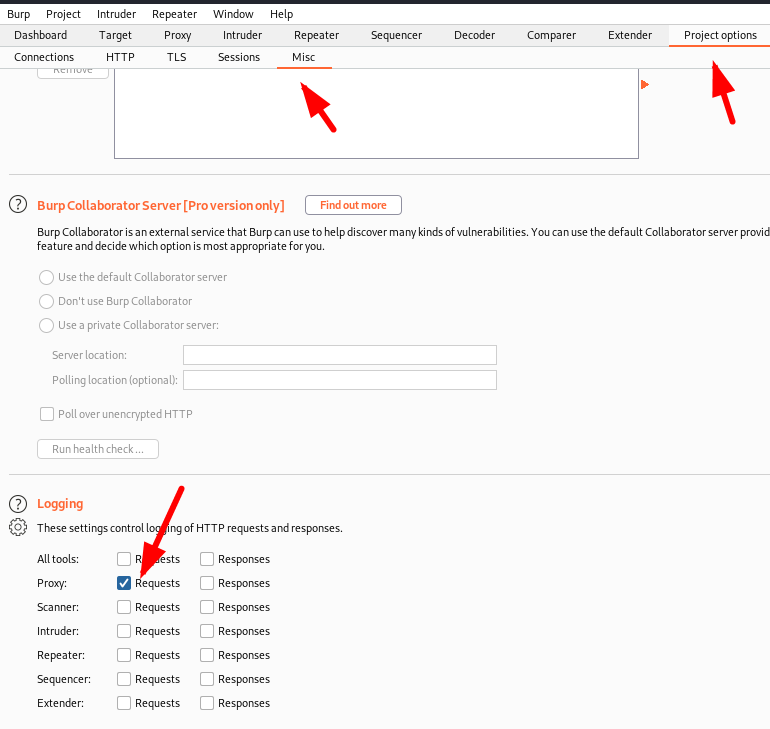 Burp Project Intruder Repeater Window Help
Dashboard Target Proxy Intruder Repeater Sequencer Decoder Comparer Extender Project options
Connections HTTP TLS Sessions Misc
Remove
Burp Collaborator Server [Pro version only] Find out more
Burp Collaborator is an external service that Burp can use to help discover many kinds of vulnerabilities. You can use the default Collaborator server provid
feature and decide which option is most appropriate for you.
Use the default Collaborator server
Don't use Burp Collaborator
Use a private Collaborator server:
Server location:
Polling location (optional):
Poll over unencrypted HTTP
Run health check ...
Logging
These settings control logging of HTTP requests and responses.
All tools: Requests Responses
Proxy: Requests Responses
Scanner: Requests Responses
Intruder: Requests Responses
Repeater: Requests Responses
Sequencer: Requests Responses
Extender: Requests Responses